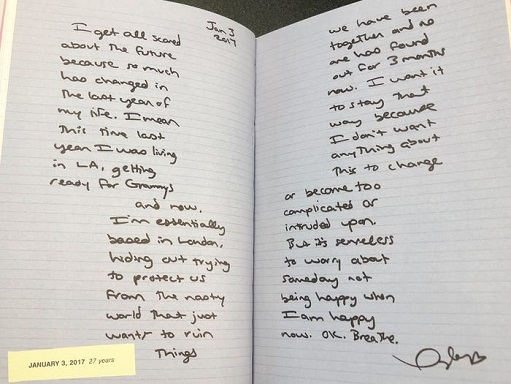 Jan 3
2017
I get all scared
about the future
because so much
has changed in
the last year of
my life. I mean
this time last
year I was living
in LA, getting
ready for Grammys
and now,
I'm essentially
based in London,
hiding out trying
to protect us
from the nasty
world that just
wants to ruin
things
JANUARY 3, 2017 27 years
we have been
together and no
one has found
out for 3 months
now. I want it
to stay that
way because
I don't want
anything about
this to change
or become too
complicated or
intruded upon.
But it's senseless
to worry about
someday not
being happy when
I am happy
now. OK. Breathe.